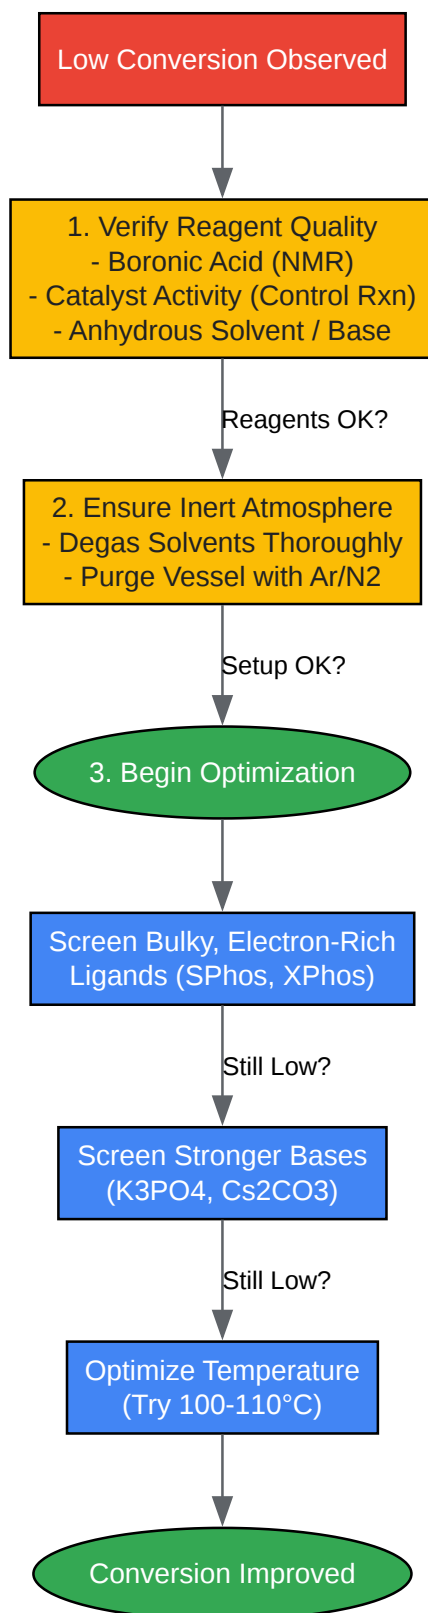 Low Conversion Observed
1. Verify Reagent Quality
- Boronic Acid (NMR)
- Catalyst Activity (Control Rxn)
- Anhydrous Solvent / Base
Reagents OK?
2. Ensure Inert Atmosphere
- Degas Solvents Thoroughly
- Purge Vessel with Ar/N2
Setup OK?
3. Begin Optimization
Screen Bulky, Electron-Rich
Ligands (SPhos, XPhos)
Still Low?
Screen Stronger Bases
(K3PO4, Cs2CO3)
Still Low?
Optimize Temperature
(Try 100-110°C)
Conversion Improved